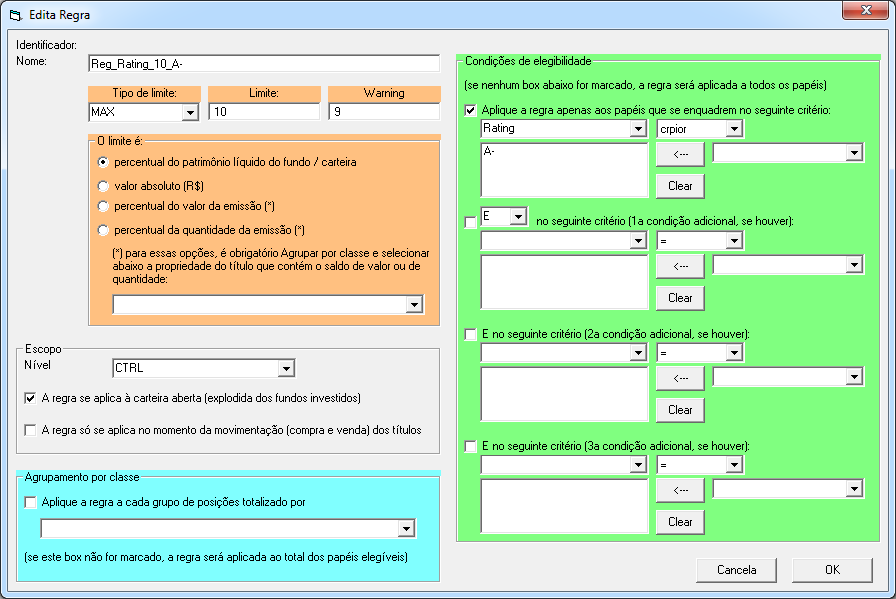 Edita Regra
Identificador:
Nome:
Reg_Rating_10_A-
Tipo de limite:
Limite:
Warning
MAX
10
9
O limite é:
percentual do patrimônio líquido do fundo / carteira
valor absoluto (R$)
percentual do valor da emissão (*)
percentual da quantidade da emissão (*)
(*) para essas opções, é obrigatório Agrupar por classe e selecionar
abaixo a propriedade do título que contém o saldo de valor ou de
quantidade:
Escopo
Nível
CTRL
A regra se aplica à carteira aberta (explodida dos fundos investidos)
A regra só se aplica no momento da movimentação (compra e venda) dos títulos
Agrupamento por classe
Aplique a regra a cada grupo de posições totalizado por
(se este box não for marcado, a regra será aplicada ao total dos papéis elegíveis)
Condições de elegibilidade
(se nenhum box abaixo for marcado, a regra será aplicada a todos os papéis)
Aplique a regra apenas aos papéis que se enquadrem no seguinte critério:
Rating
crpior
A-
<---
Clear
E
no seguinte critério (1a condição adicional, se houver):
=
<---
Clear
E no seguinte critério (2a condição adicional, se houver):
=
<---
Clear
E no seguinte critério (3a condição adicional, se houver):
=
<---
Clear
Cancela
OK